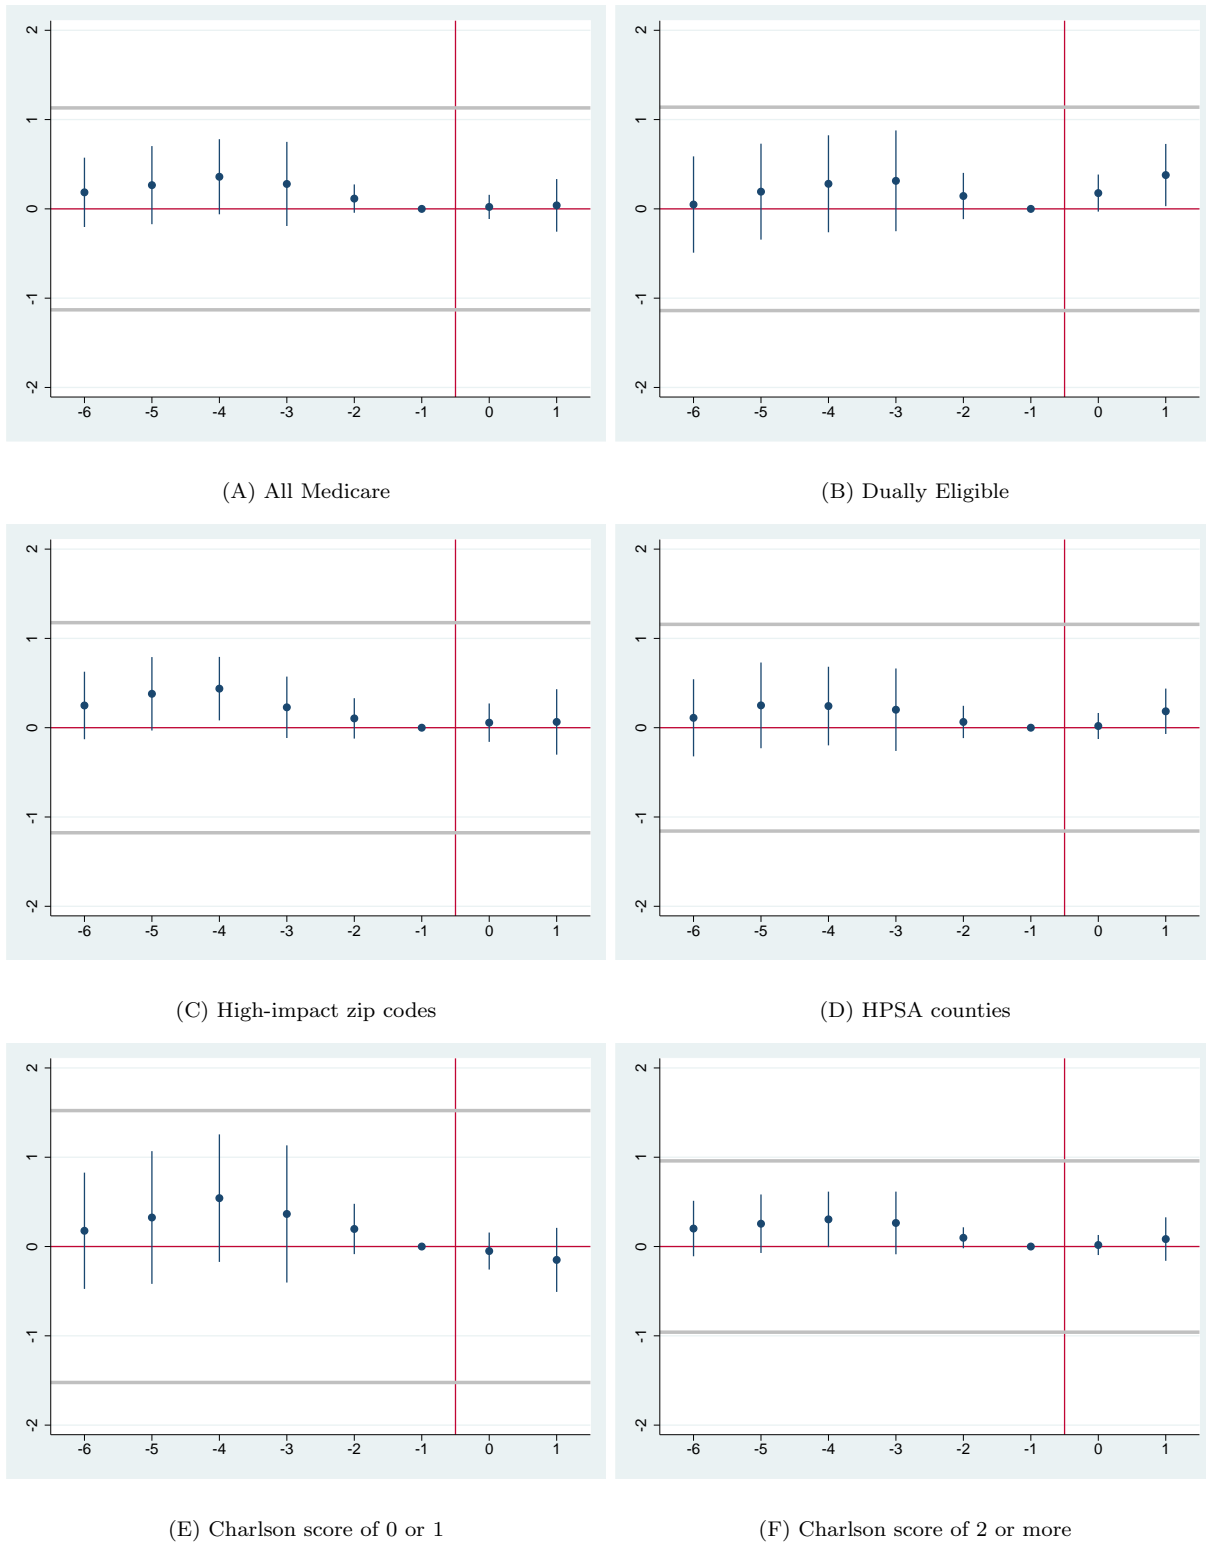 2
1
0
-1
-2
-6 -5 -4 -3 -2 -1 0 1
(A) All Medicare
2
1
0
-1
-2
-6 -5 -4 -3 -2 -1 0 1
(B) Dually Eligible
2
1
0
-1
-2
-6 -5 -4 -3 -2 -1 0 1
(C) High-impact zip codes
2
1
0
-1
-2
-6 -5 -4 -3 -2 -1 0 1
(D) HPSA counties
2
1
0
-1
-2
-6 -5 -4 -3 -2 -1 0 1
(E) Charlson score of 0 or 1
2
1
0
-1
-2
-6 -5 -4 -3 -2 -1 0 1
(F) Charlson score of 2 or more